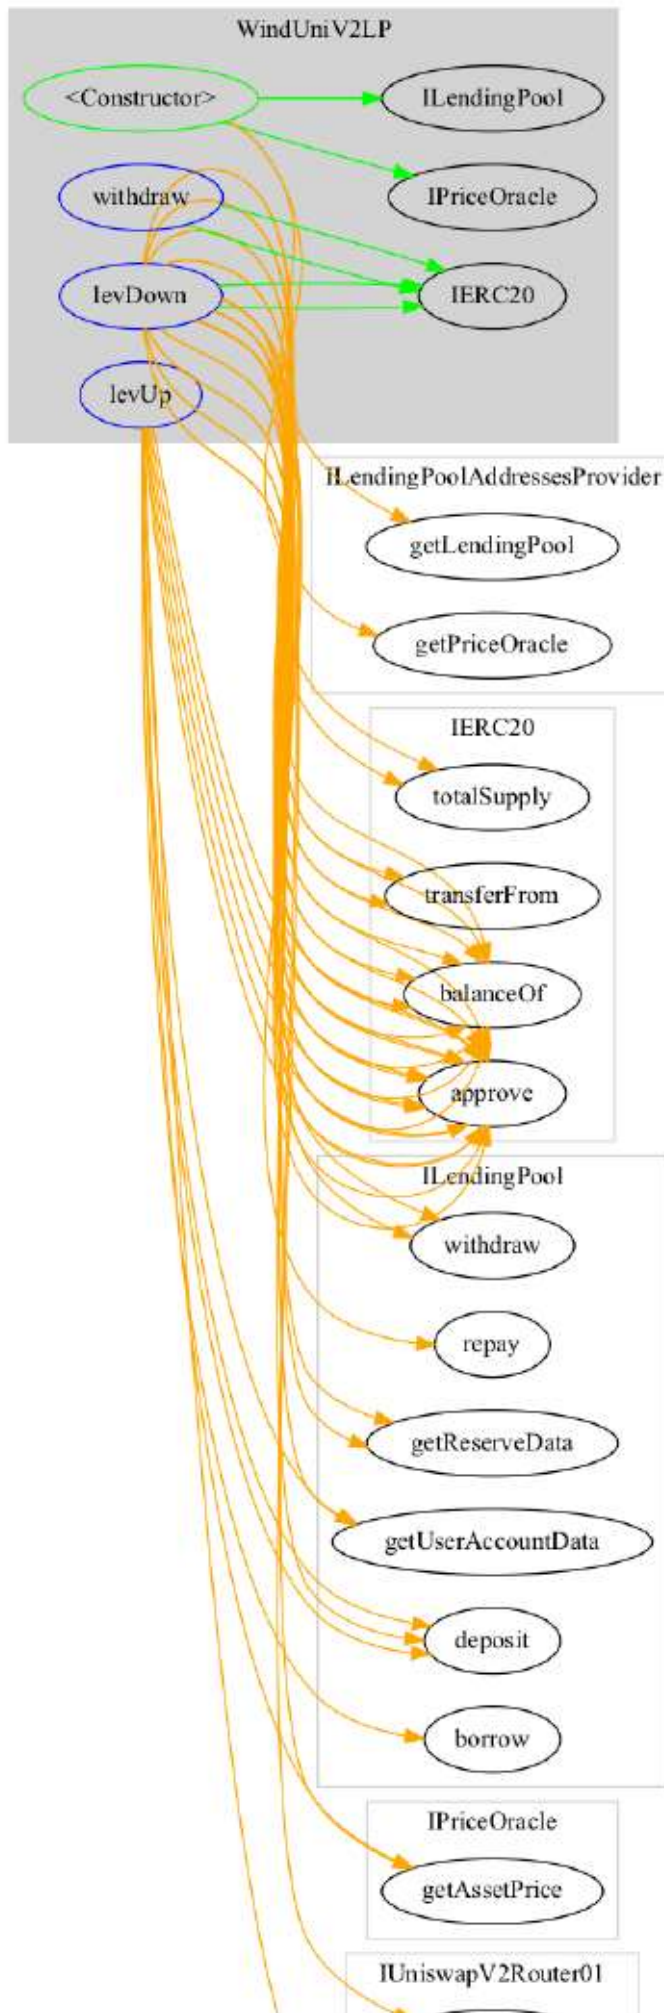 WindUniV2LP
<Constructor>
ILendingPool
withdraw
IPriceOracle
levDown
IERC20
levUp
ILendingPoolAddressesProvider
getLendingPool
getPriceOracle
IERC20
totalSupply
transferFrom
balanceOf
approve
ILendingPool
withdraw
repay
getReserveData
getUserAccountData
deposit
borrow
IPriceOracle
getAssetPrice
IUniswapV2Router01